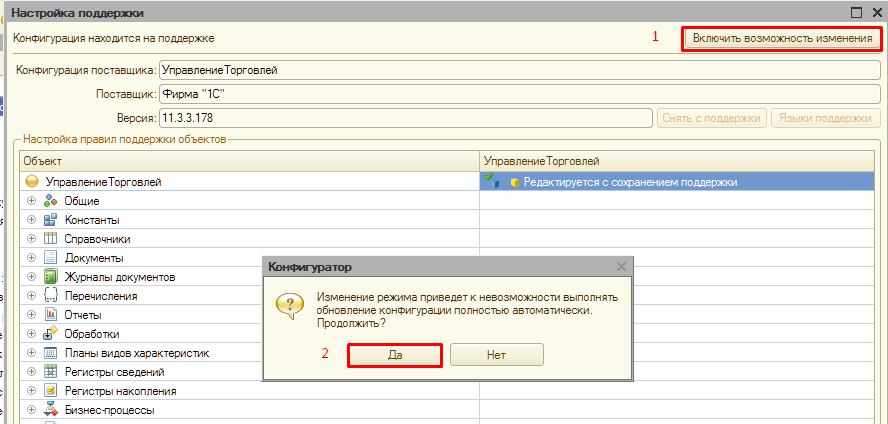 Настройка поддержки
Конфигурация находится на поддержке
1
Включить возможность изменения
Конфигурация поставщика: УправлениеТорговлей
Поставщик: Фирма "1С"
Версия: 11.3.3.178
Снять с поддержки
Языки поддержки
Настройка правил поддержки объектов
Объект
УправлениеТорговлей
УправлениеТорговлей
Редактируется с сохранением поддержки
Общие
Константы
Справочники
Документы
Журналы документов
Перечисления
Отчеты
Обработки
Планы видов характеристик
Регистры сведений
Регистры накопления
Бизнес-процессы
Конфигуратор
Изменение режима приведет к невозможности выполнять
обновление конфигурации полностью автоматически.
Продолжить?
2
Да
Нет